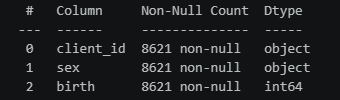 #   Column     Non-Null Count  Dtype
---  ------     --------------  -----
0   client_id  8621 non-null   object
1   sex        8621 non-null   object
2   birth      8621 non-null   int64